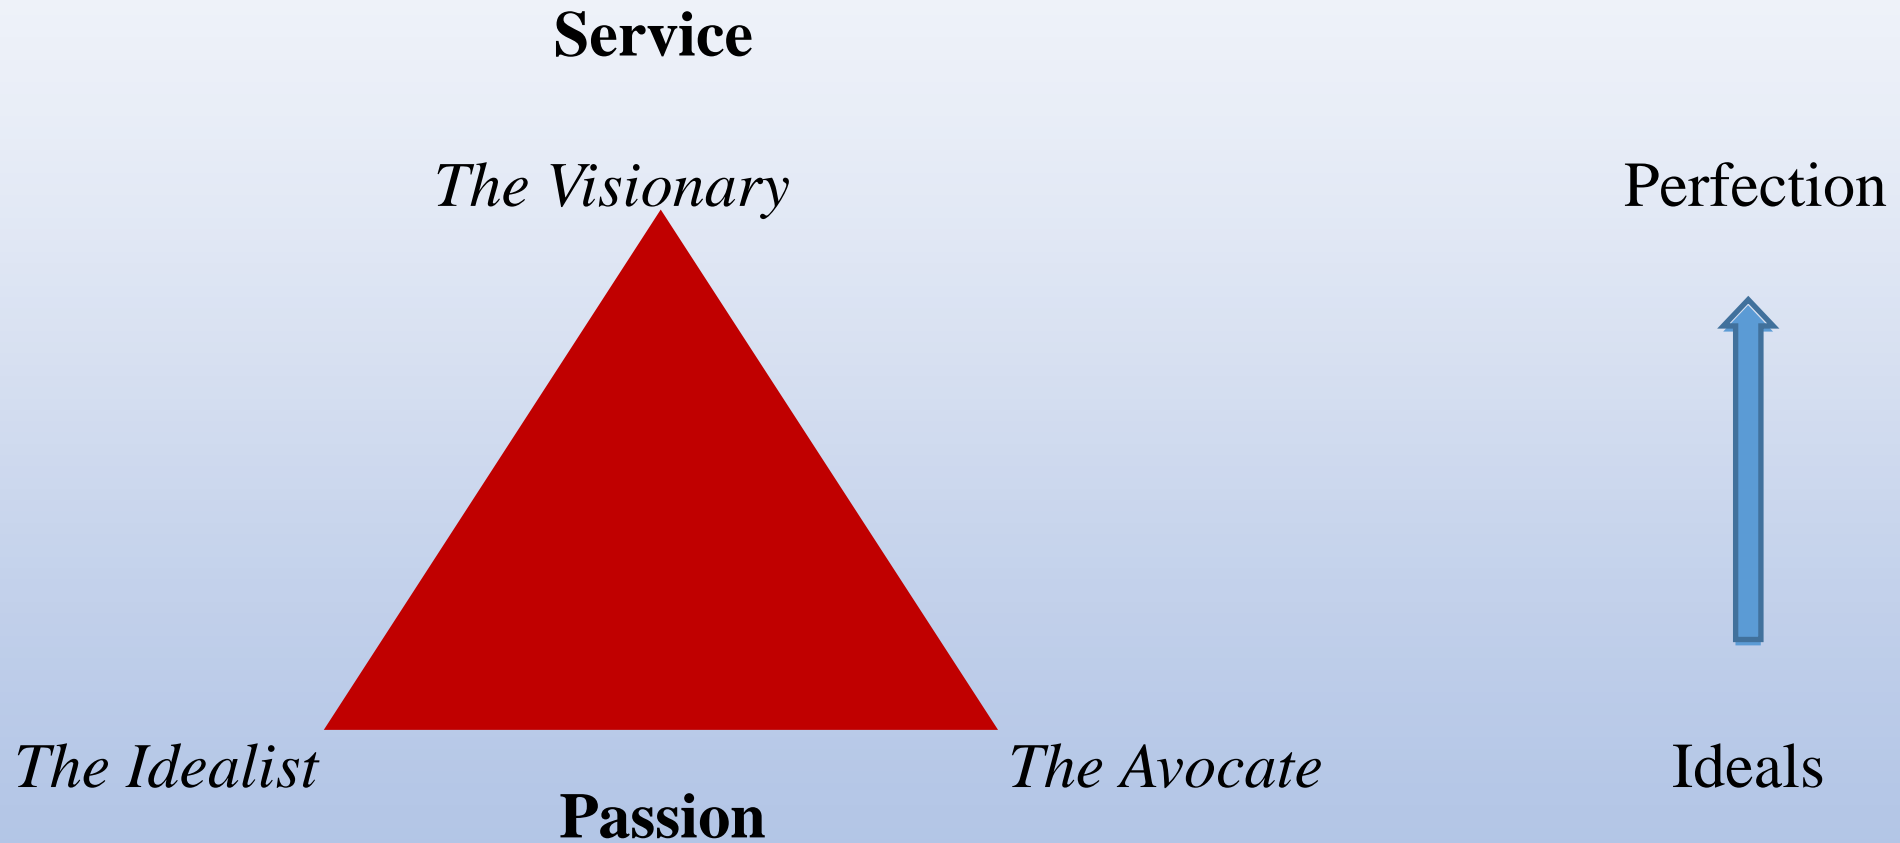 Service
The Visionary
Perfection
The Idealist
The Avocate
Ideals
Passion